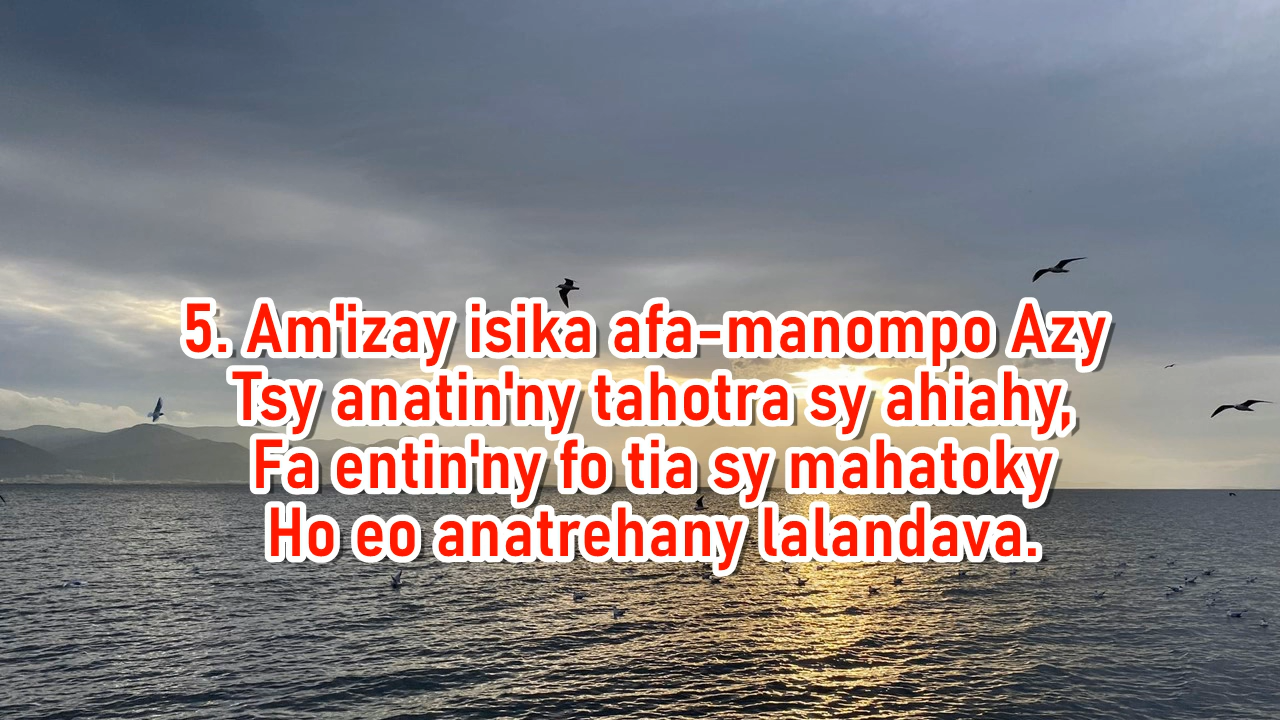 5. Am'izay isika afa-manompo Azy
Tsy anatin'ny tahotra sy ahiahy,
Fa entin'ny fo tia sy mahatoky
Ho eo anatrehany lalandava.